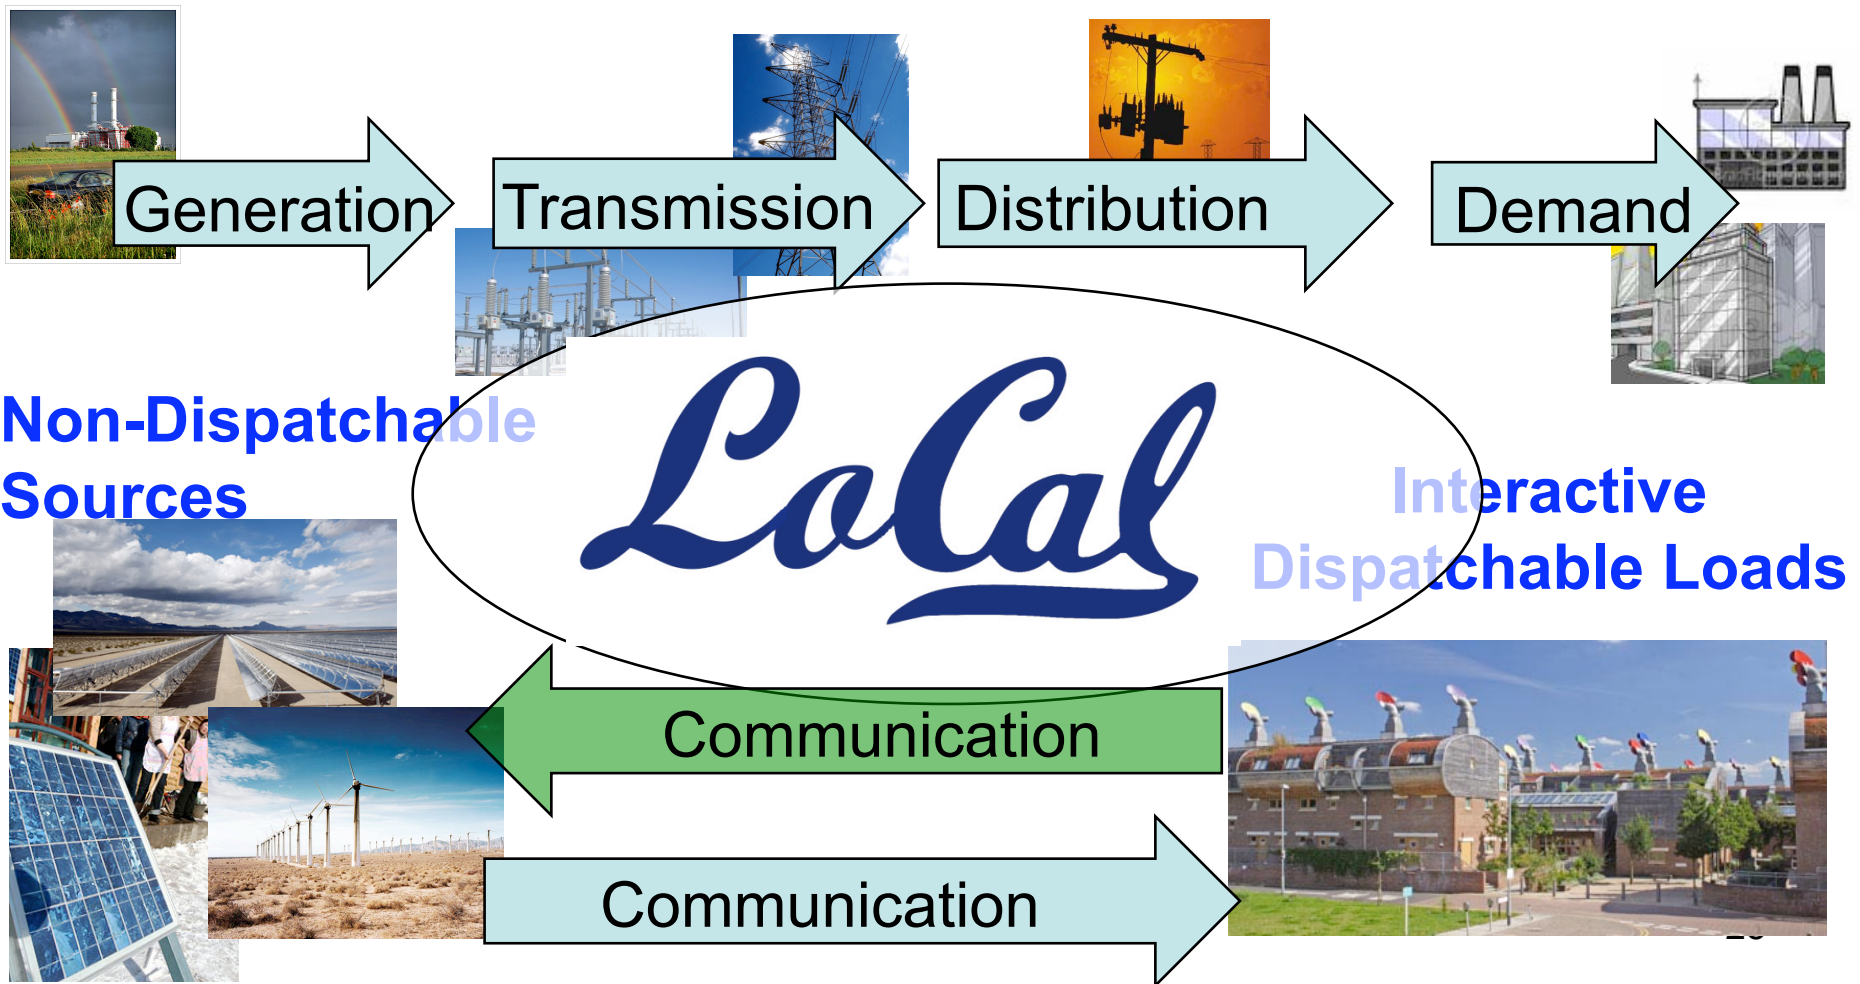 Generation
Transmission
Distribution
Demand
Non-Dispatchable
Sources
LoCal
Interactive
Dispatchable Loads
Communication
Communication